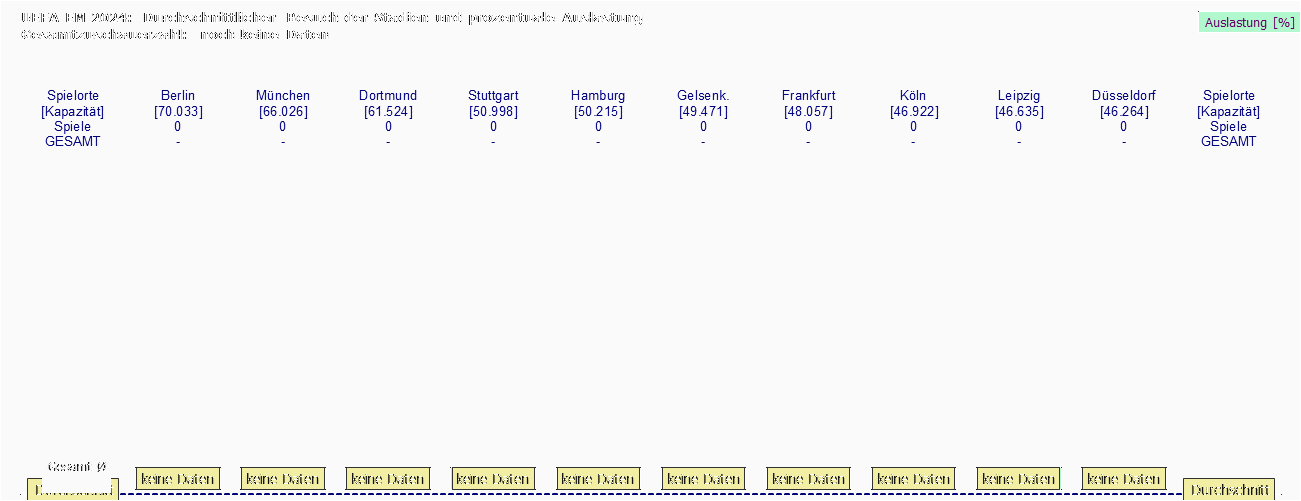 UEFA EM 2024: Durchschnittlicher Besuch der Stadien und prozentuale Auslastung
Gesamtzuschauerzahl: noch keine Daten
Auslastung [%]
Spielorte Berlin München Dortmund Stuttgart Hamburg Gelsenk. Frankfurt Köln Leipzig Düsseldorf Spielorte
[Kapazität] [70.033] [66.026] [61.524] [50.998] [50.215] [49.471] [48.057] [46.922] [46.635] [46.264] [Kapazität]
Spiele 0 0 0 0 0 0 0 0 0 0 Spiele
GESAMT - - - - - - - - - - GESAMT
Gesamt Ø
keine Daten keine Daten keine Daten keine Daten keine Daten keine Daten keine Daten keine Daten keine Daten keine Daten
Durchschnitt